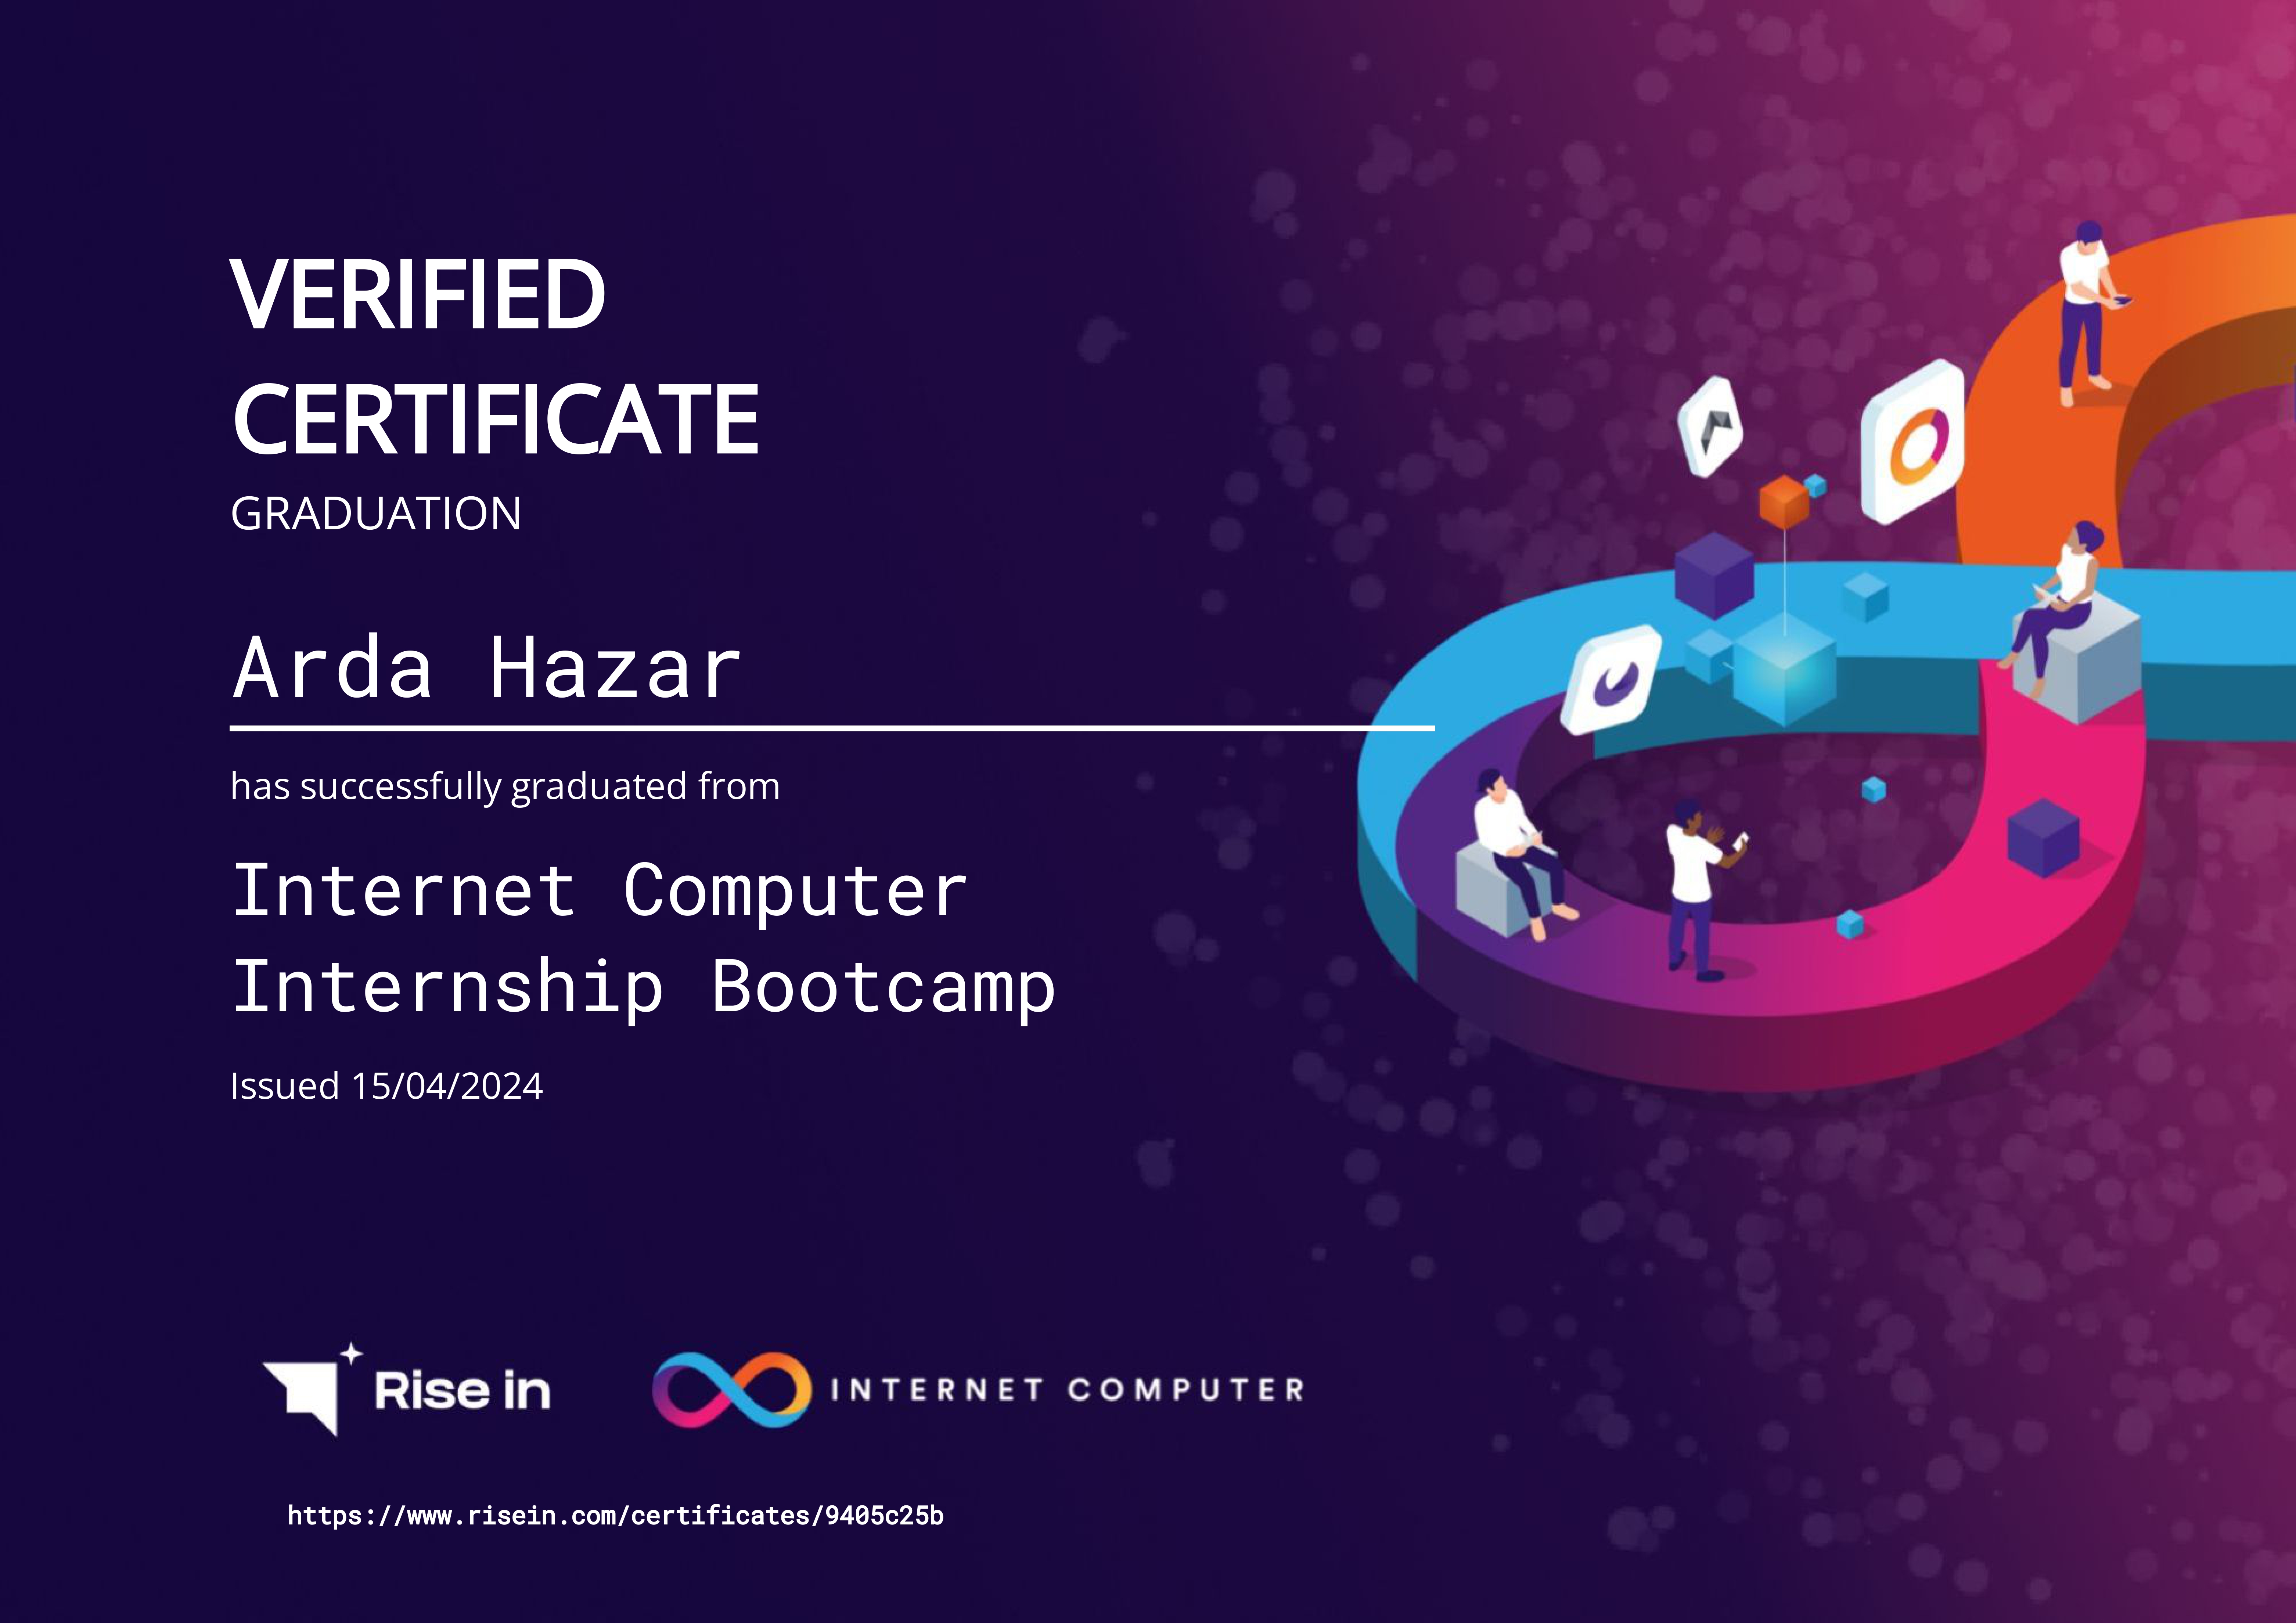 VERIFIED
CERTIFICATE
GRADUATION
Arda Hazar
has successfully graduated from
Internet Computer
Internship Bootcamp
Issued 15/04/2024
Rise in
INTERNET COMPUTER
https://www.risein.com/certificates/9405c25b